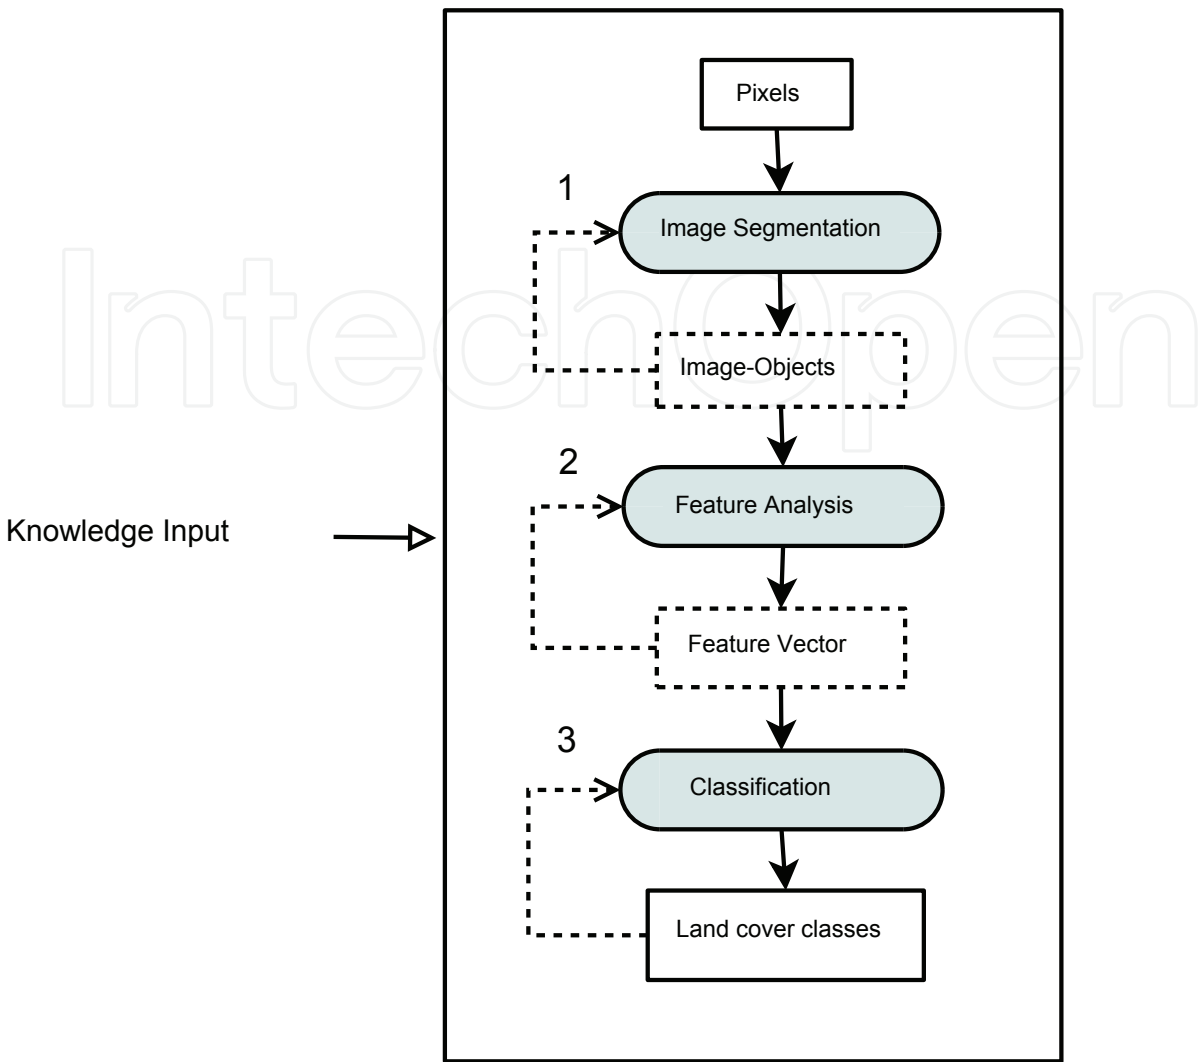 Pixels
1
Image Segmentation
IntechOpen
Image-Objects
2
Feature Analysis
Knowledge Input
Feature Vector
3
Classification
Land cover classes